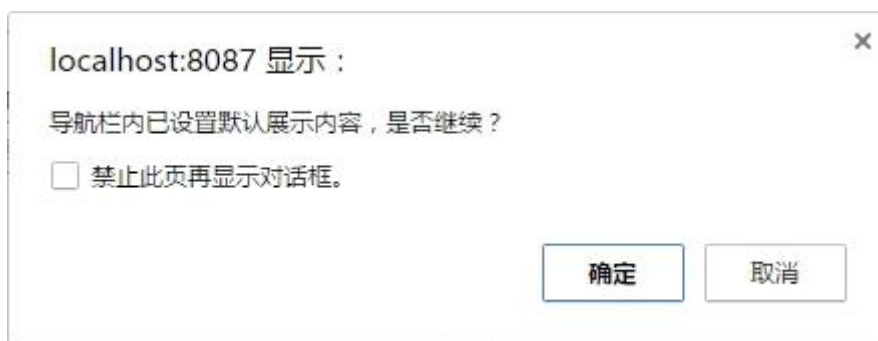 localhost:8087 显示：
导航栏内已设置默认展示内容，是否继续？
禁止此页再显示对话框。
确定 取消